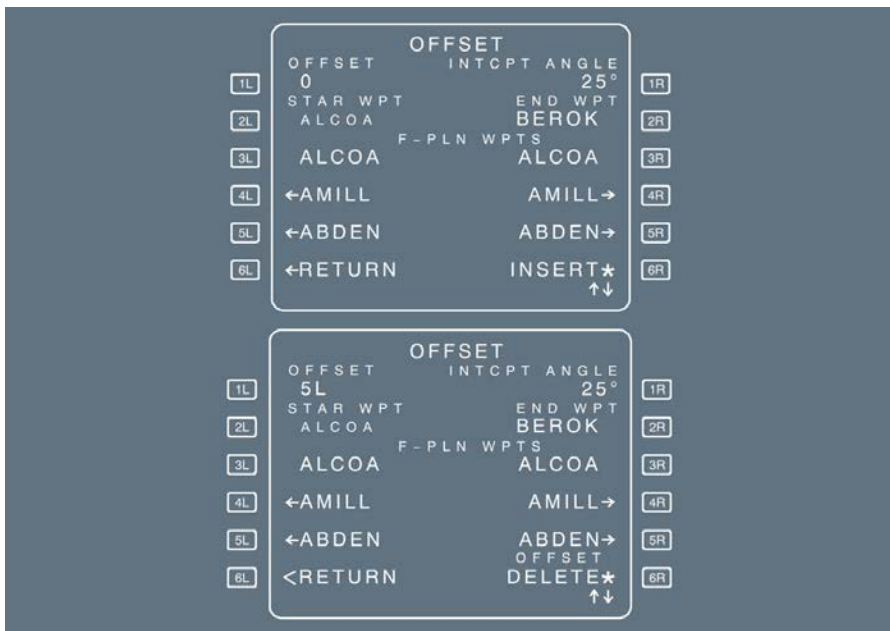 OFFSET
OFFSET INTCPT ANGLE
1L 0 25° 1R
STAR WPT END WPT
2L ALCOA BEROK 2R
F-PLN WPTS
3L ALCOA ALCOA 3R
4L ←AMILL AMILL→ 4R
5L ←ABDEN ABDEN→ 5R
6L ←RETURN INSERT* 6R
↑↓
OFFSET
OFFSET INTCPT ANGLE
1L 5L 25° 1R
STAR WPT END WPT
2L ALCOA BEROK 2R
F-PLN WPTS
3L ALCOA ALCOA 3R
4L ←AMILL AMILL→ 4R
5L ←ABDEN ABDEN→ 5R
OFFSET
6L <RETURN DELETE* 6R
↑↓